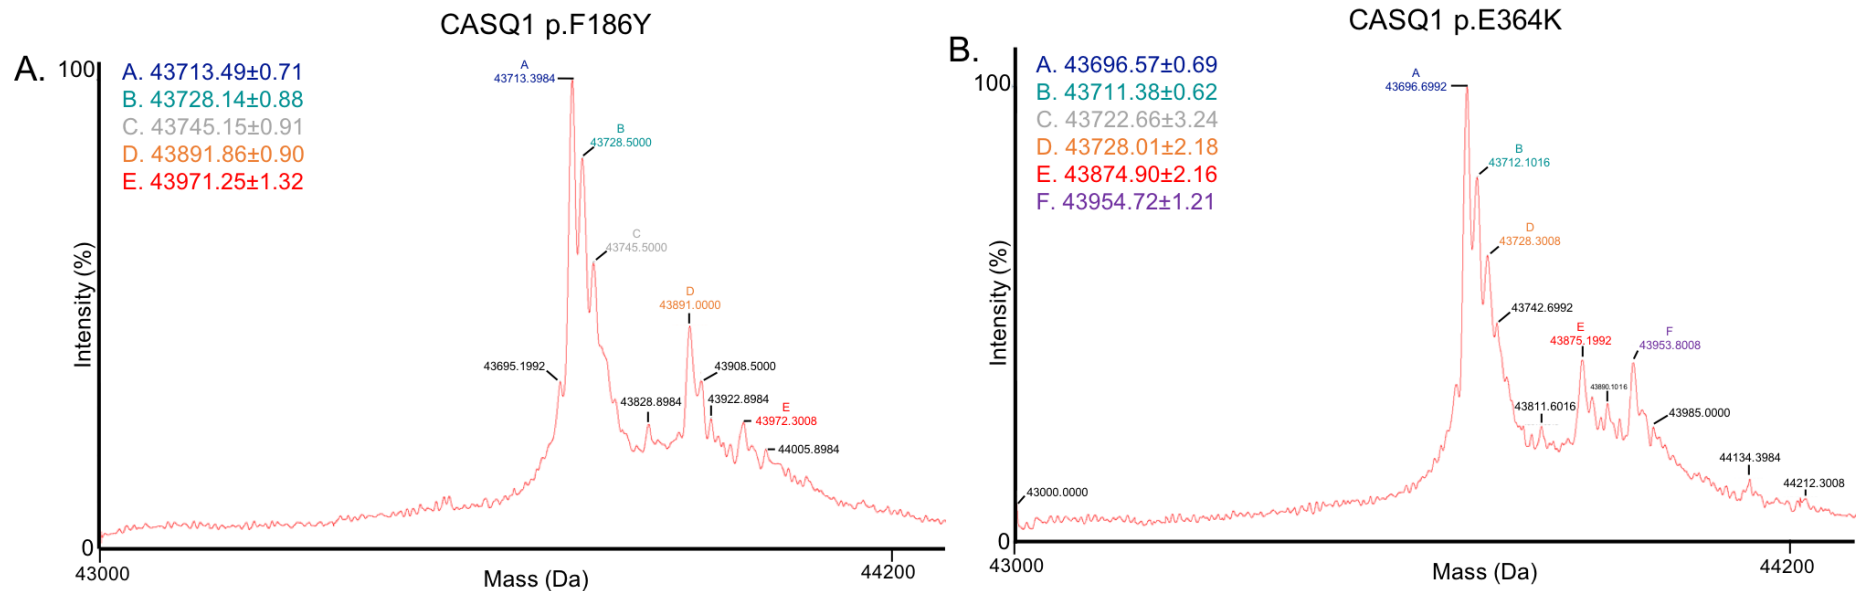 CASQ1 p.F186Y
A.
100
A. 43713.49±0.71
B. 43728.14±0.88
C. 43745.15±0.91
D. 43891.86±0.90
E. 43971.25±1.32
A
43713.3984
B
43728.5000
C
43745.5000
D
43891.0000
43695.1992
43908.5000
43828.8984
43922.8984
E
43972.3008
44005.8984
Intensity (%)
0
43000
Mass (Da)
44200
CASQ1 p.E364K
B.
100
A. 43696.57±0.69
B. 43711.38±0.62
C. 43722.66±3.24
D. 43728.01±2.18
E. 43874.90±2.16
F. 43954.72±1.21
A
43696.6992
B
43712.1016
D
43728.3008
43742.6992
E
43875.1992
F
43953.8008
43890.1016
43811.6016
43985.0000
44134.3984
44212.3008
43000.0000
Intensity (%)
0
43000
Mass (Da)
44200